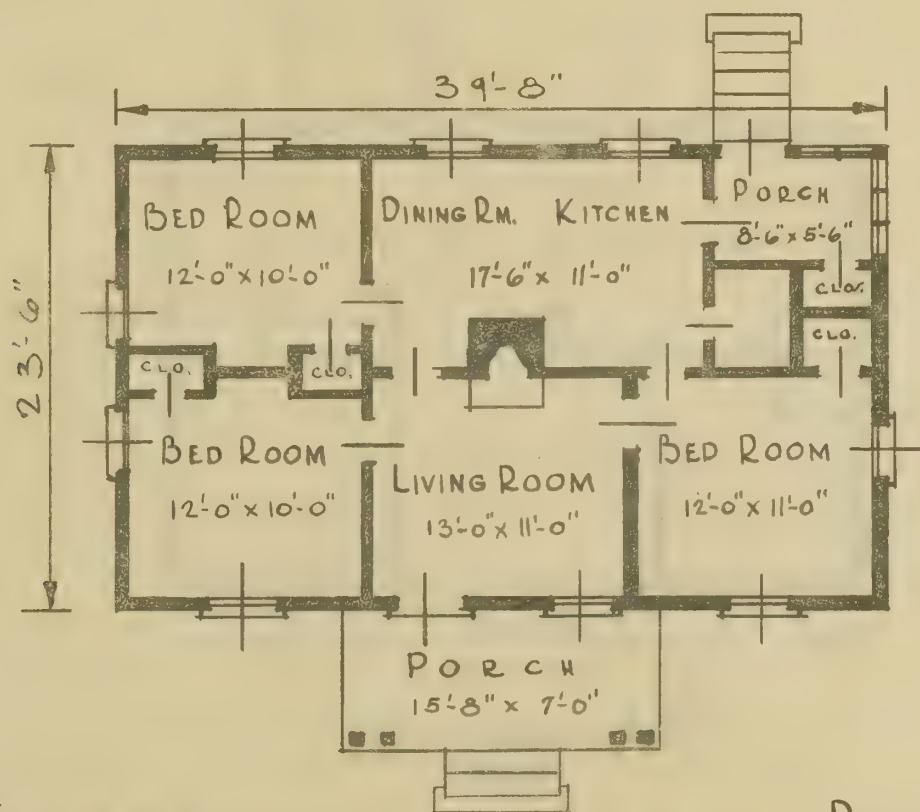 39'-8"
23'-6"
BED ROOM
12'-0" x 10'-0"
DINING RM. KITCHEN
17'-6" x 11'-0"
PORCH
8'-6" x 5'-6"
CLO.
CLO.
CLO.
CLO.
BED ROOM
12'-0" x 10'-0"
LIVING ROOM
13'-0" x 11'-0"
BED ROOM
12'-0" x 11'-0"
PORCH
15'-8" x 7'-0"